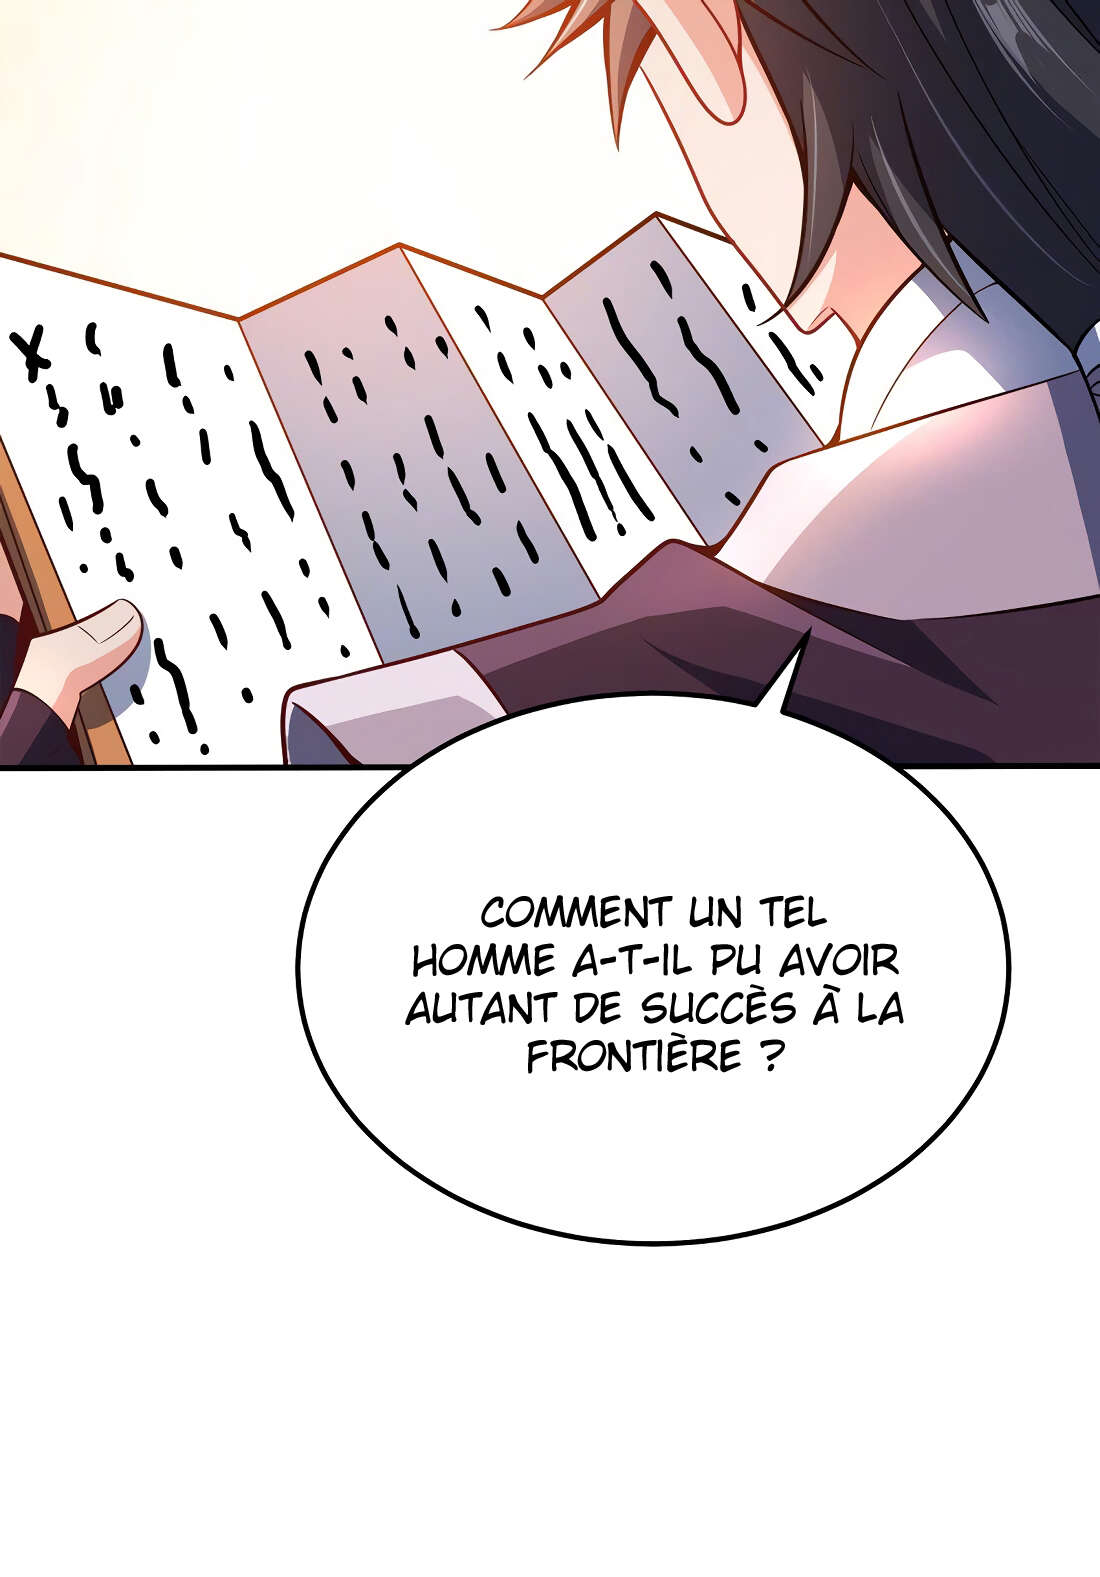 COMMENT UN TEL
HOMME A-T-IL PU AVOIR
AUTANT DE SUCCÈS À LA
FRONTIÈRE ?